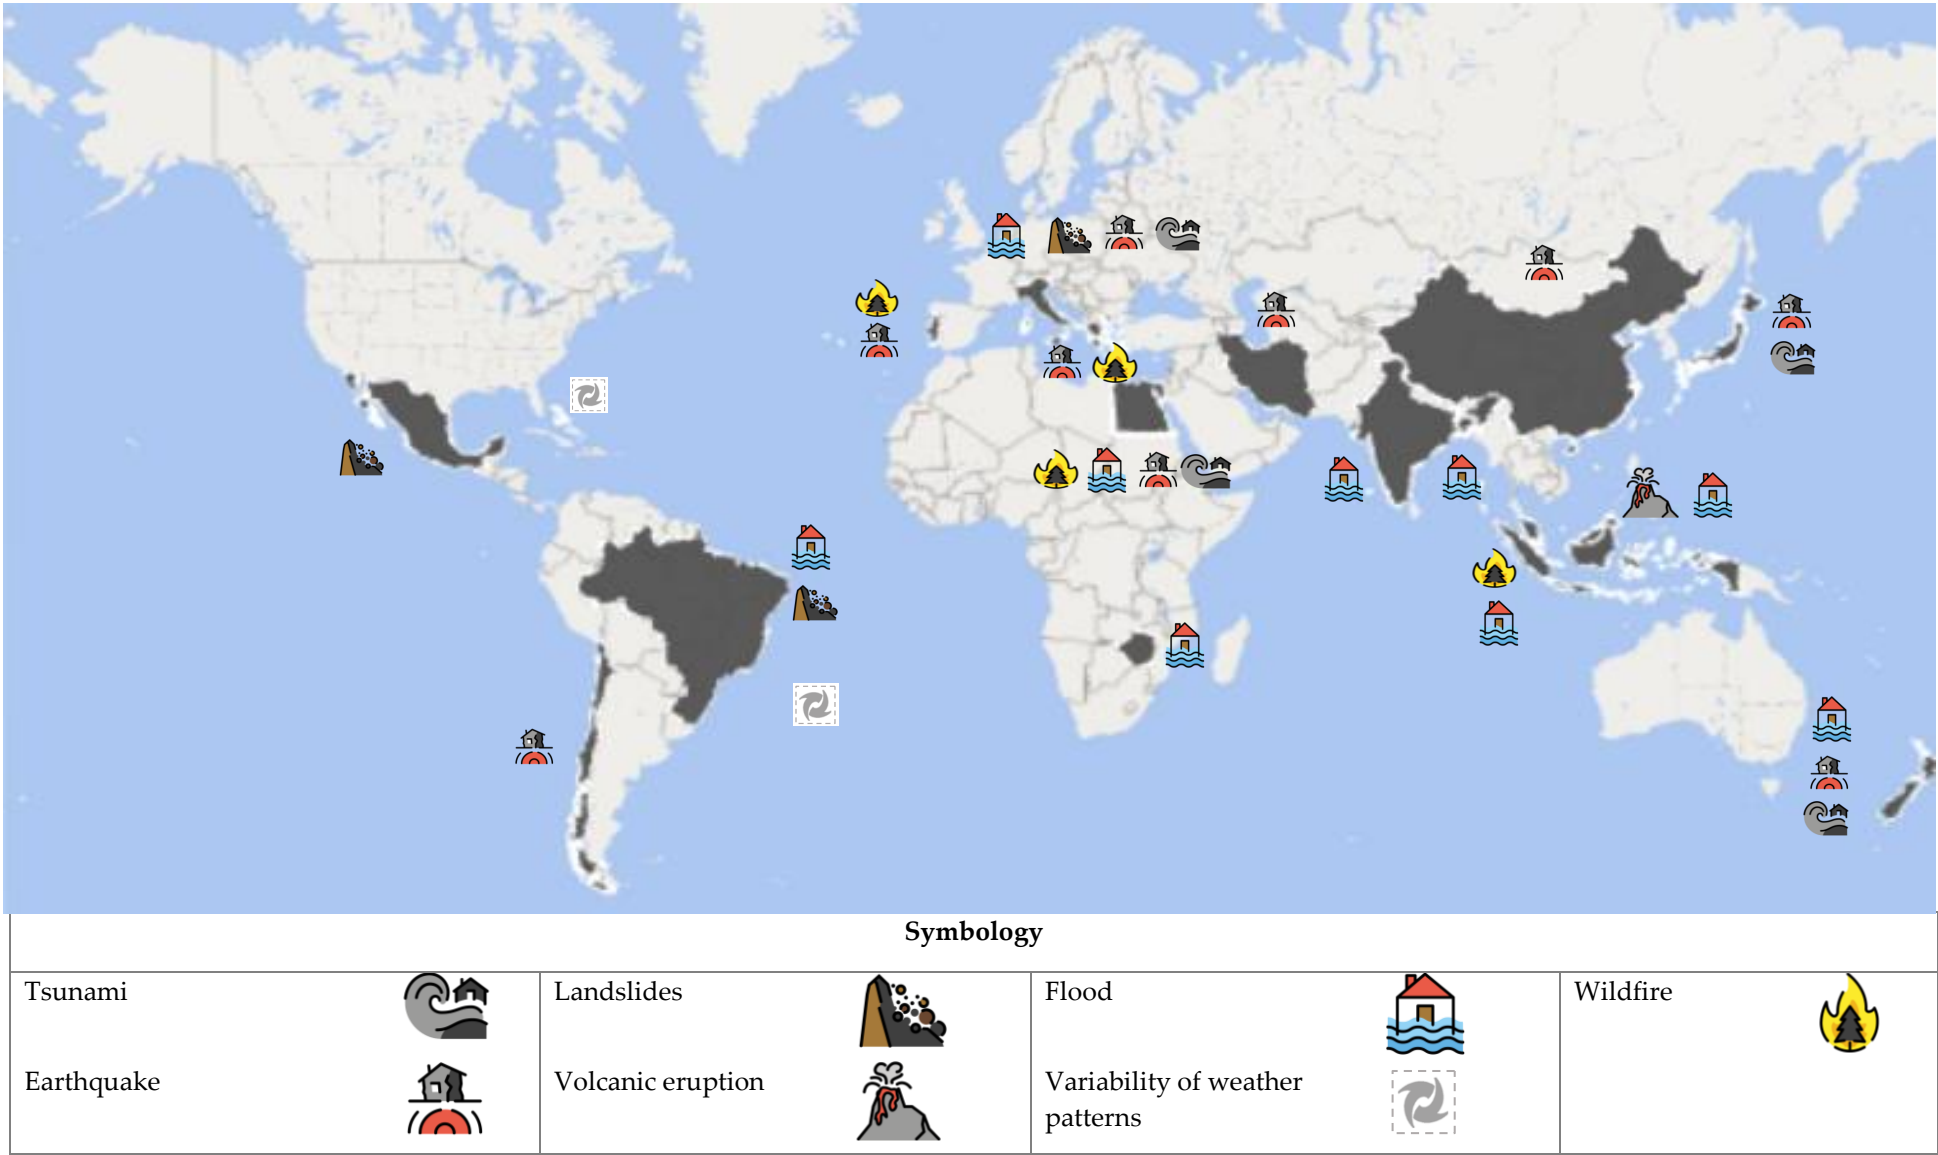 Symbology
Tsunami
Landslides
Flood
Wildfire
Earthquake
Volcanic eruption
Variability of weather
patterns